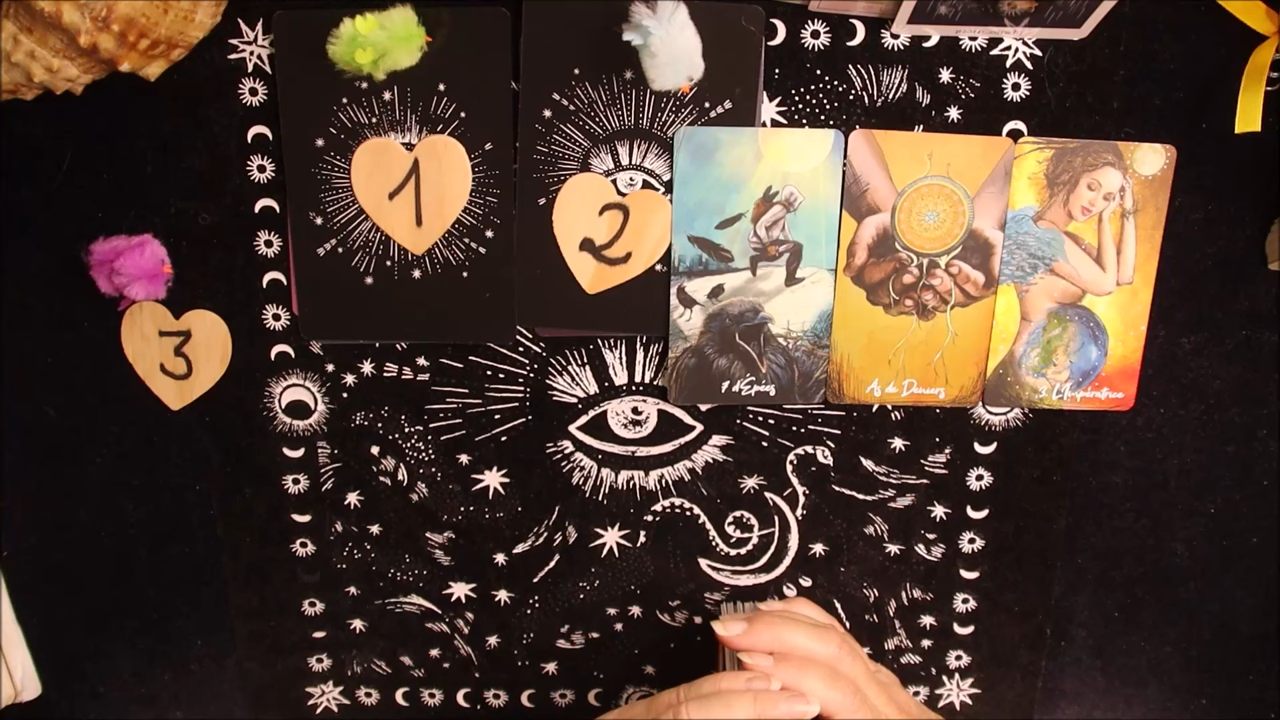 1
2
3
7 d'Épées
As de Deniers
3. L'Impératrice